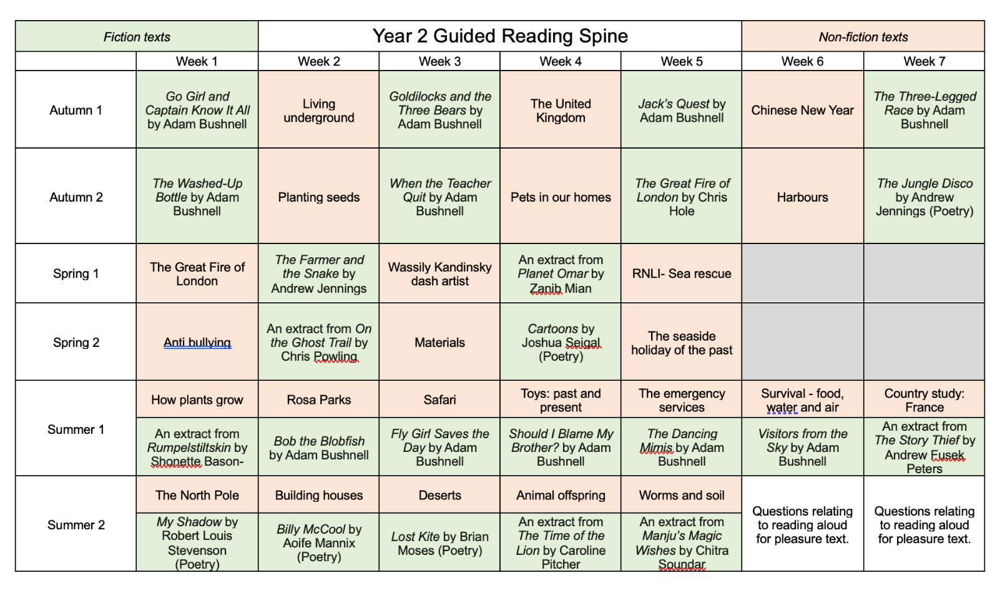 Fiction texts
Year 2 Guided Reading Spine
Non-fiction texts
Week 1
Week 2
Week 3
Week 4
Week 5
Week 6
Week 7
Autumn 1
Go Girl and
Captain Know It All
by Adam Bushnell
Living
underground
Goldilocks and the
Three Bears by
Adam Bushnell
The United
Kingdom
Jack’s Quest by
Adam Bushnell
Chinese New Year
The Three-Legged
Race by Adam
Bushnell
Autumn 2
The Washed-Up
Bottle by Adam
Bushnell
Planting seeds
When the Teacher
Quit by Adam
Bushnell
Pets in our homes
The Great Fire of
London by Chris
Hole
Harbours
The Jungle Disco
by Andrew
Jennings (Poetry)
Spring 1
The Great Fire of
London
The Farmer and
the Snake by
Andrew Jennings
Wassily Kandinsky
dash artist
An extract from
Planet Omar by
Zanib Mian
RNLI- Sea rescue
Spring 2
Anti bullying
An extract from On
the Ghost Trail by
Chris Powling
Materials
Cartoons by
Joshua Seigal
(Poetry)
The seaside
holiday of the past
Summer 1
How plants grow
Rosa Parks
Safari
Toys: past and
present
The emergency
services
Survival - food,
water and air
Country study:
France
An extract from
Rumpelstiltskin by
Shonette Bason-
Bob the Blobfish
by Adam Bushnell
Fly Girl Saves the
Day by Adam
Bushnell
Should I Blame My
Brother? by Adam
Bushnell
The Dancing
Mimis by Adam
Bushnell
Visitors from the
Sky by Adam
Bushnell
An extract from
The Story Thief by
Andrew Fusek
Peters
Summer 2
The North Pole
Building houses
Deserts
Animal offspring
Worms and soil
Questions relating
to reading aloud
for pleasure text.
Questions relating
to reading aloud
for pleasure text.
My Shadow by
Robert Louis
Stevenson
(Poetry)
Billy McCool by
Aoife Mannix
(Poetry)
Lost Kite by Brian
Moses (Poetry)
An extract from
The Time of the
Lion by Caroline
Pitcher
An extract from
Manju’s Magic
Wishes by Chitra
Soundar